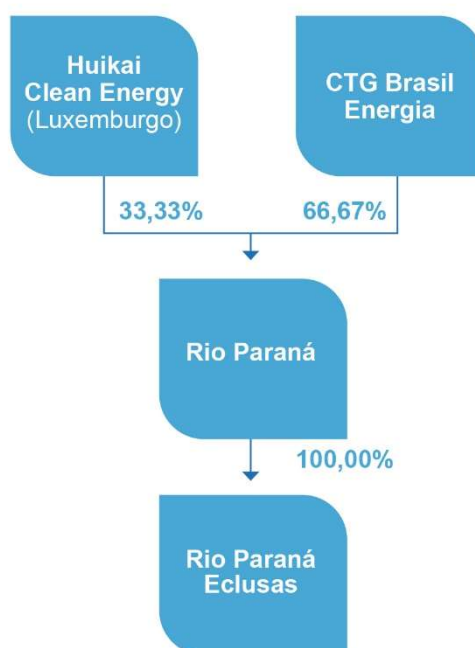 Huikai
Clean Energy
(Luxemburgo)
CTG Brasil
Energia
33,33%
66,67%
Rio Paraná
100,00%
Rio Paraná
Eclusas